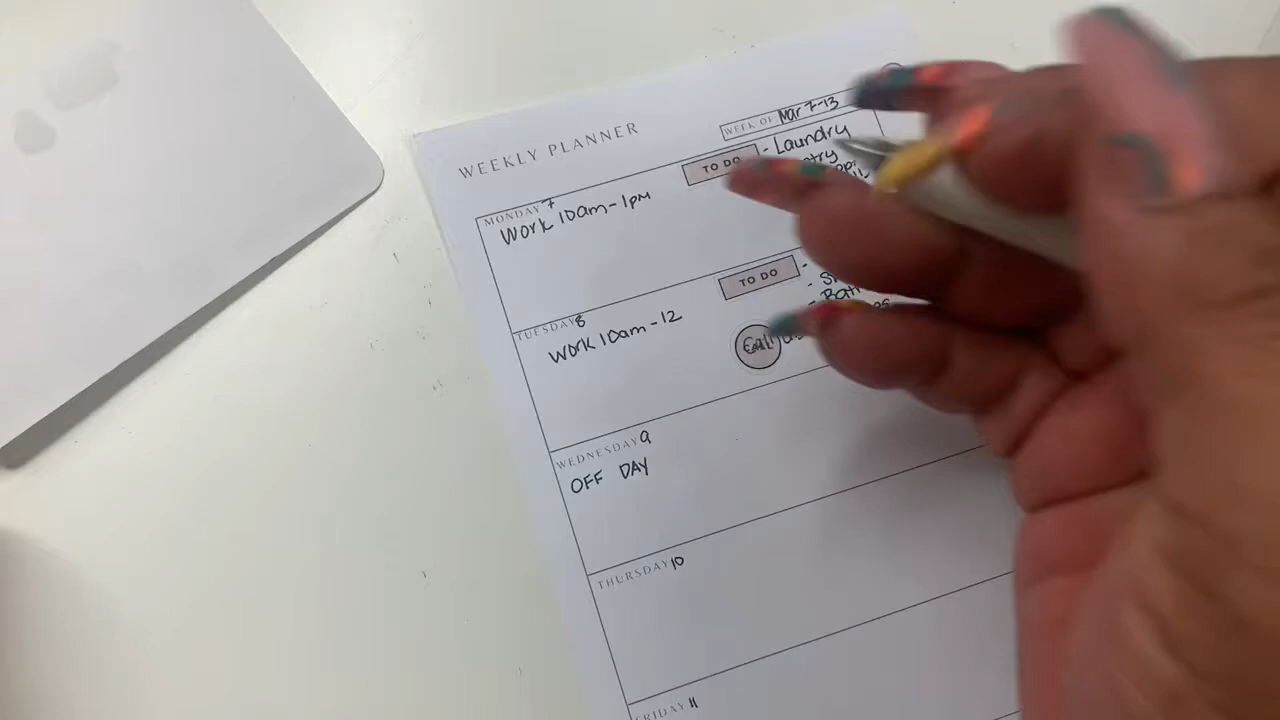 WEEKLY PLANNER
WEEK OF Mar 7-13
MONDAY 7
TO DO - Laundry
Work 10am-1pm
TUESDAY 8
TO DO
Work 10am-12
Call
WEDNESDAY 9
OFF DAY
THURSDAY 10
FRIDAY 11